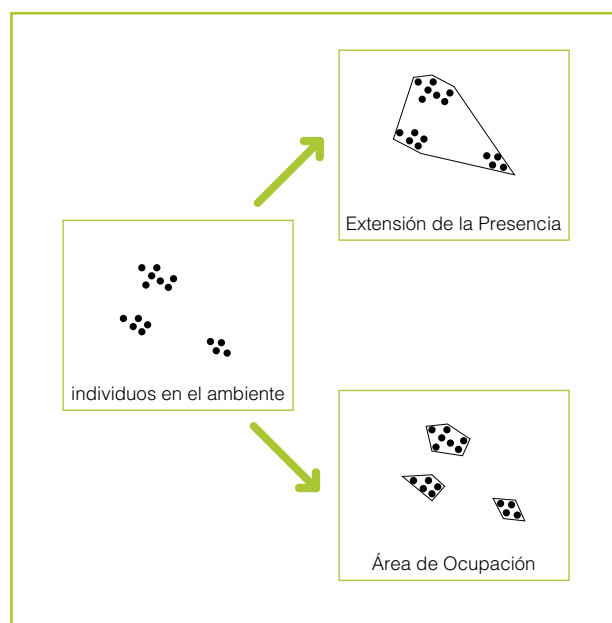 Extensión de la Presencia
individuos en el ambiente
Área de Ocupación